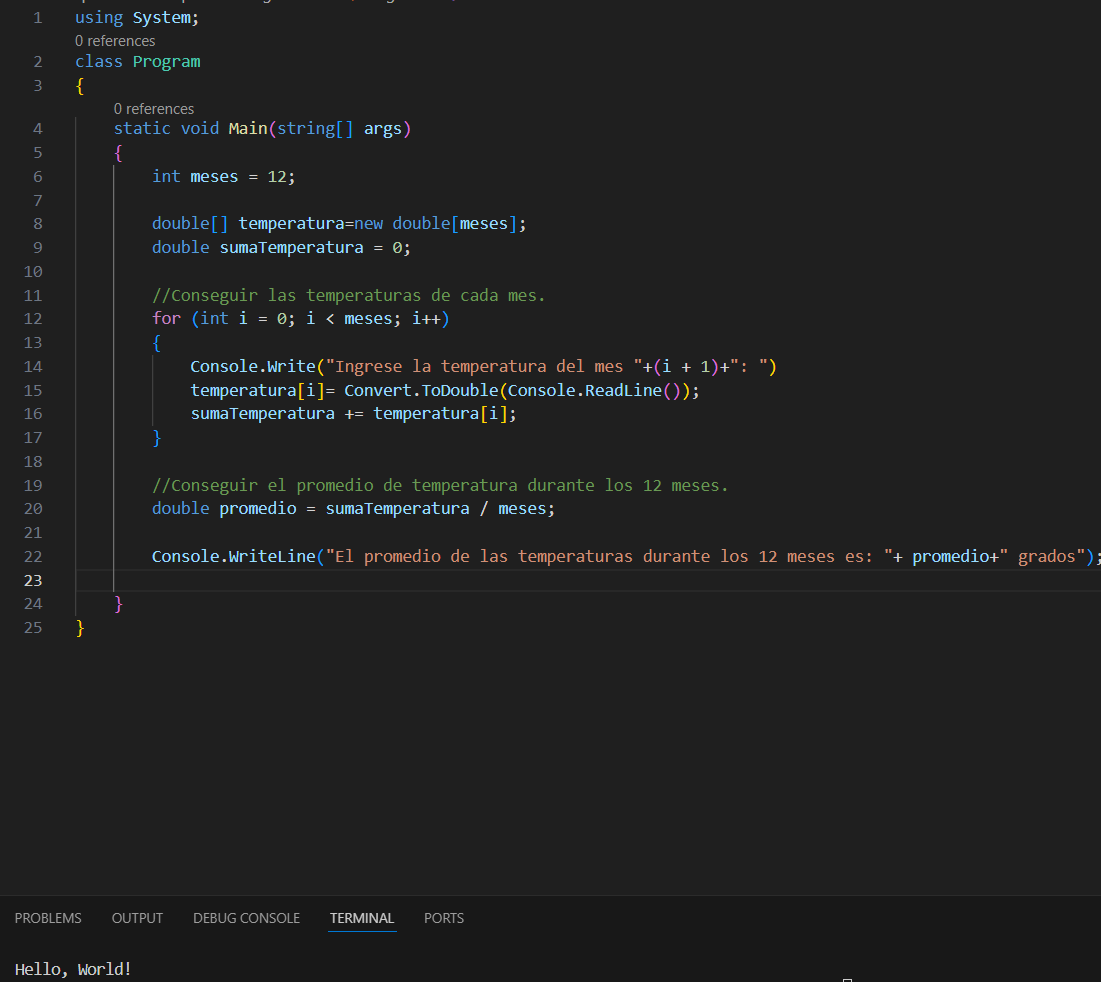 1 using System;
0 references
2 class Program
3 {
0 references
4 static void Main(string[] args)
5 {
6 int meses = 12;
7
8 double[] temperatura=new double[meses];
9 double sumaTemperatura = 0;
10
11 //Conseguir las temperaturas de cada mes.
12 for (int i = 0; i < meses; i++)
13 {
14 Console.Write("Ingrese la temperatura del mes "+(i + 1)+": ")
15 temperatura[i]= Convert.ToDouble(Console.ReadLine());
16 sumaTemperatura += temperatura[i];
17 }
18
19 //Conseguir el promedio de temperatura durante los 12 meses.
20 double promedio = sumaTemperatura / meses;
21
22 Console.WriteLine("El promedio de las temperaturas durante los 12 meses es: "+ promedio+" grados");
23
24 }
25 }
PROBLEMS OUTPUT DEBUG CONSOLE TERMINAL PORTS
Hello, World!